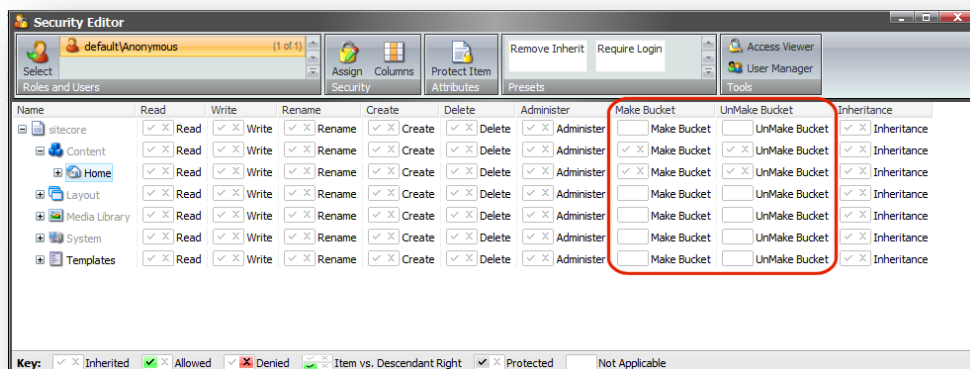 Security Editor
default\Anonymous (1 of 1)
Select
Roles and Users
Assign Columns
Security
Protect Item
Attributes
Remove Inherit Require Login
Presets
Access Viewer
User Manager
Tools
Name Read Write Rename Create Delete Administer Make Bucket UnMake Bucket Inheritance
sitecore Read Write Rename Create Delete Administer Make Bucket UnMake Bucket Inheritance
Content Read Write Rename Create Delete Administer Make Bucket UnMake Bucket Inheritance
Home Read Write Rename Create Delete Administer Make Bucket UnMake Bucket Inheritance
Layout Read Write Rename Create Delete Administer Make Bucket UnMake Bucket Inheritance
Media Library Read Write Rename Create Delete Administer Make Bucket UnMake Bucket Inheritance
System Read Write Rename Create Delete Administer Make Bucket UnMake Bucket Inheritance
Templates Read Write Rename Create Delete Administer Make Bucket UnMake Bucket Inheritance
Key: Inherited Allowed Denied Item vs. Descendant Right Protected Not Applicable